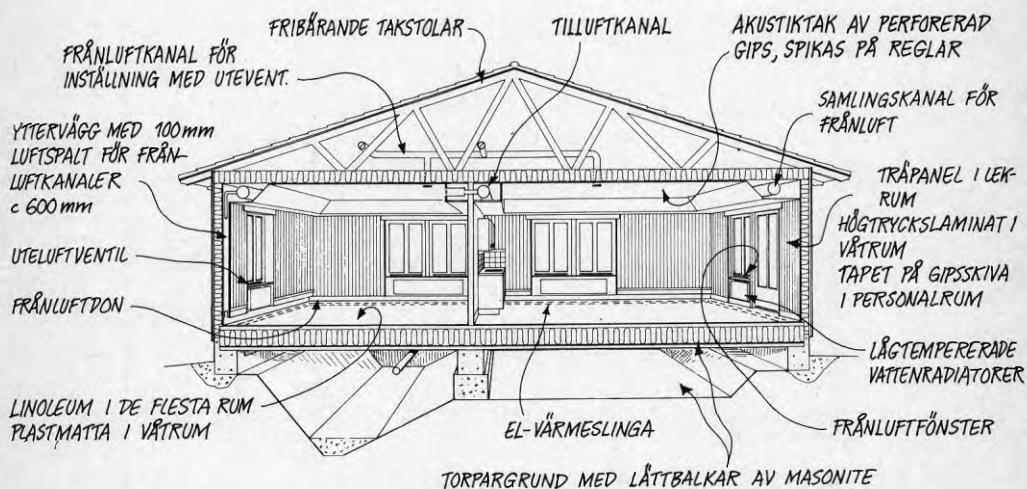 FRIBÄRANDE TAKSTOLAR
TILLUFTKANAL
AKUSTIKTAK AV PERFORERAD
GIPS, SPIKAS PÅ REGLAR
FRÅNLUFTKANAL FÖR
INSTÄLLNING MED UTEVENT.
SAMLINGSKANAL FÖR
FRÅNLUFT
YTTERVÄGG MED 100mm
LUFTSPALT FÖR FRÅN-
LUFTKANALER
c 600mm
TRÄPANEL I LEK-
RUM
HÖGTRYCKSLAMINAT I
VÅTRUM
TAPET PÅ GIPSSKIVA
I PERSONALRUM
UTELUFTVENTIL
FRÅNLUFTDON
LÅGTEMPERERADE
VATTENRADIATORER
LINOLEUM I DE FLESTA RUM
PLASTMATTA I VÅTRUM
EL-VÄRMESLINGA
FRÅNLUFTFÖNSTER
TORPARGRUND MED LÄTTBALKAR AV MASONITE